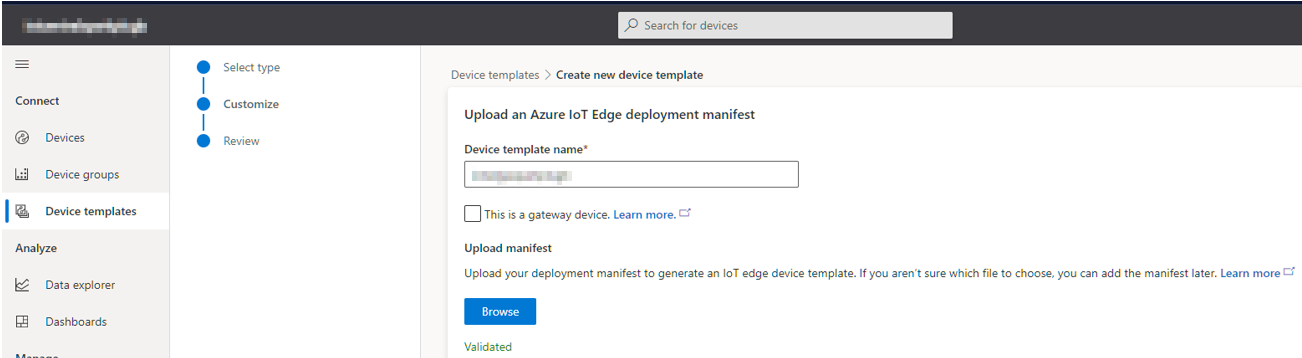 Search for devices
Connect
Devices
Device groups
Device templates
Analyze
Data explorer
Dashboards
Manage
Select type
Customize
Review
Device templates > Create new device template
Upload an Azure IoT Edge deployment manifest
Device template name*
This is a gateway device. Learn more.
Upload manifest
Upload your deployment manifest to generate an IoT edge device template. If you aren't sure which file to choose, you can add the manifest later. Learn more
Browse
Validated